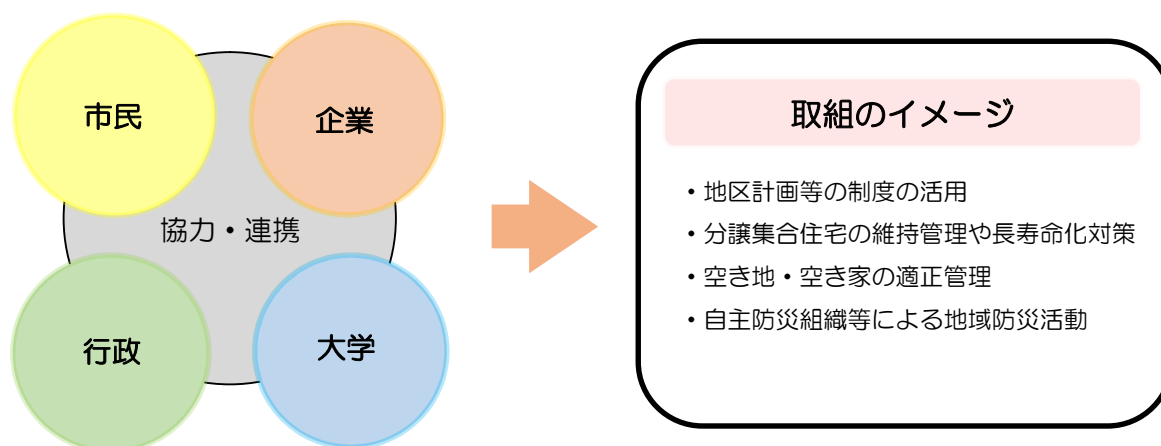 市民
企業
協力・連携
行政
大学
取組のイメージ
・地区計画等の制度の活用
・分譲集合住宅の維持管理や長寿命化対策
・空き地・空き家の適正管理
・自主防災組織等による地域防災活動